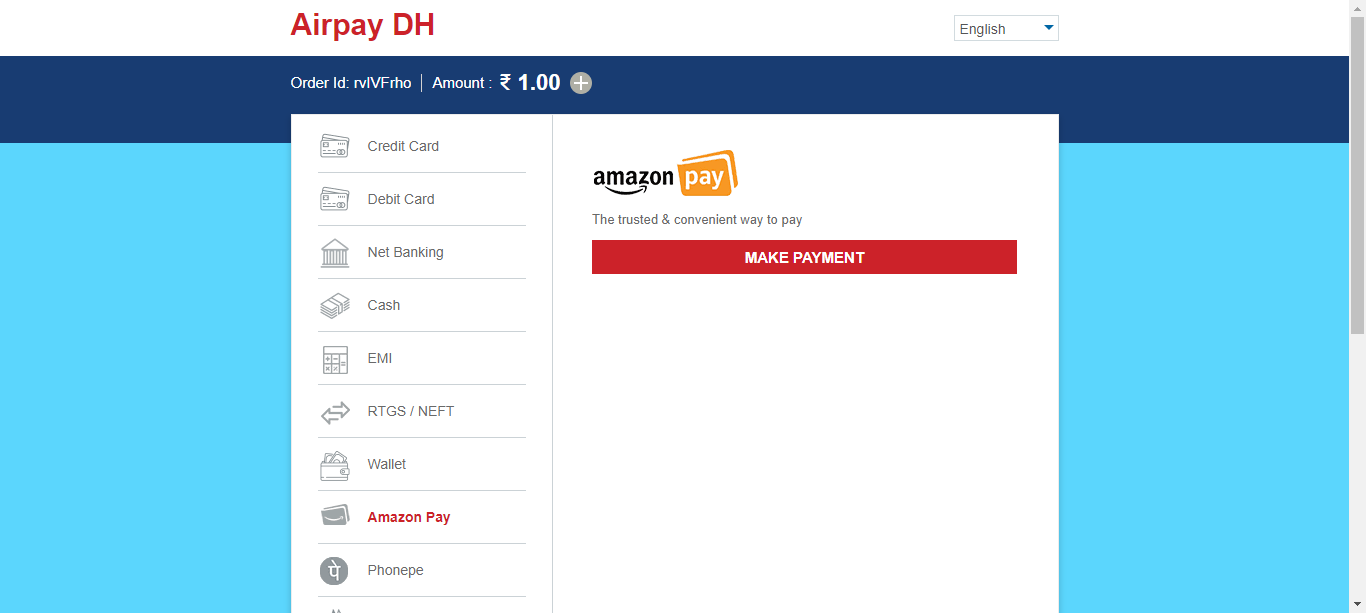 Airpay DH
English
Order Id: rvIVFrho | Amount : ₹ 1.00
Credit Card
Debit Card
Net Banking
Cash
EMI
RTGS / NEFT
Wallet
Amazon Pay
Phonepe
amazon pay
The trusted & convenient way to pay
MAKE PAYMENT